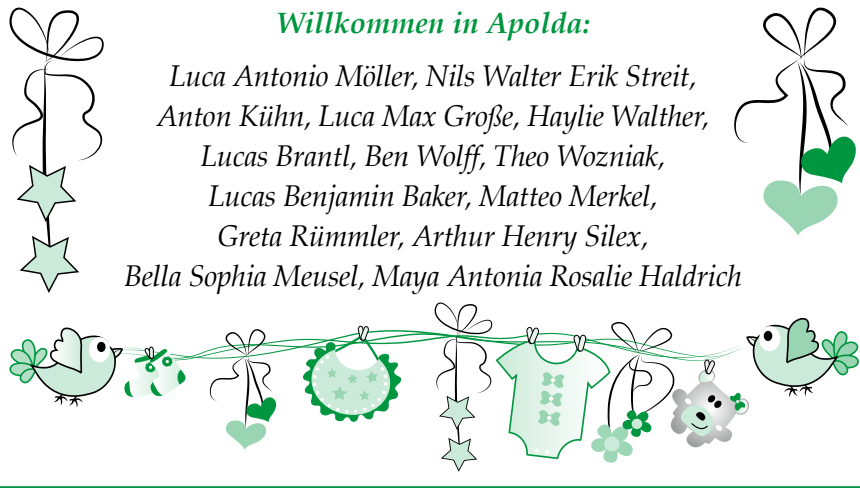 Willkommen in Apolda:
Luca Antonio Möller, Nils Walter Erik Streit,
Anton Kühn, Luca Max Große, Haylie Walther,
Lucas Brantl, Ben Wolff, Theo Wozniak,
Lucas Benjamin Baker, Matteo Merkel,
Greta Rümmler, Arthur Henry Silex,
Bella Sophia Meusel, Maya Antonia Rosalie Haldrich